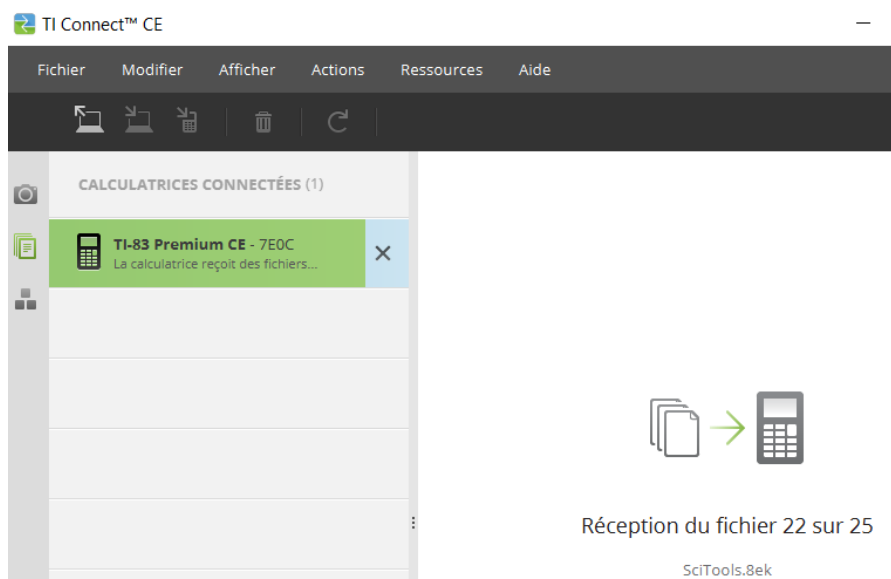 TI Connect™ CE
Fichier Modifier Afficher Actions Ressources Aide
CALCULATRICES CONNECTÉES (1)
TI-83 Premium CE - 7E0C
La calculatrice reçoit des fichiers...
Réception du fichier 22 sur 25
SciTools.8ek